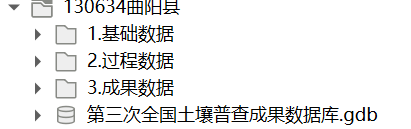 130634曲阳县
1.基础数据
2.过程数据
3.成果数据
第三次全国土壤普查成果数据库.gdb